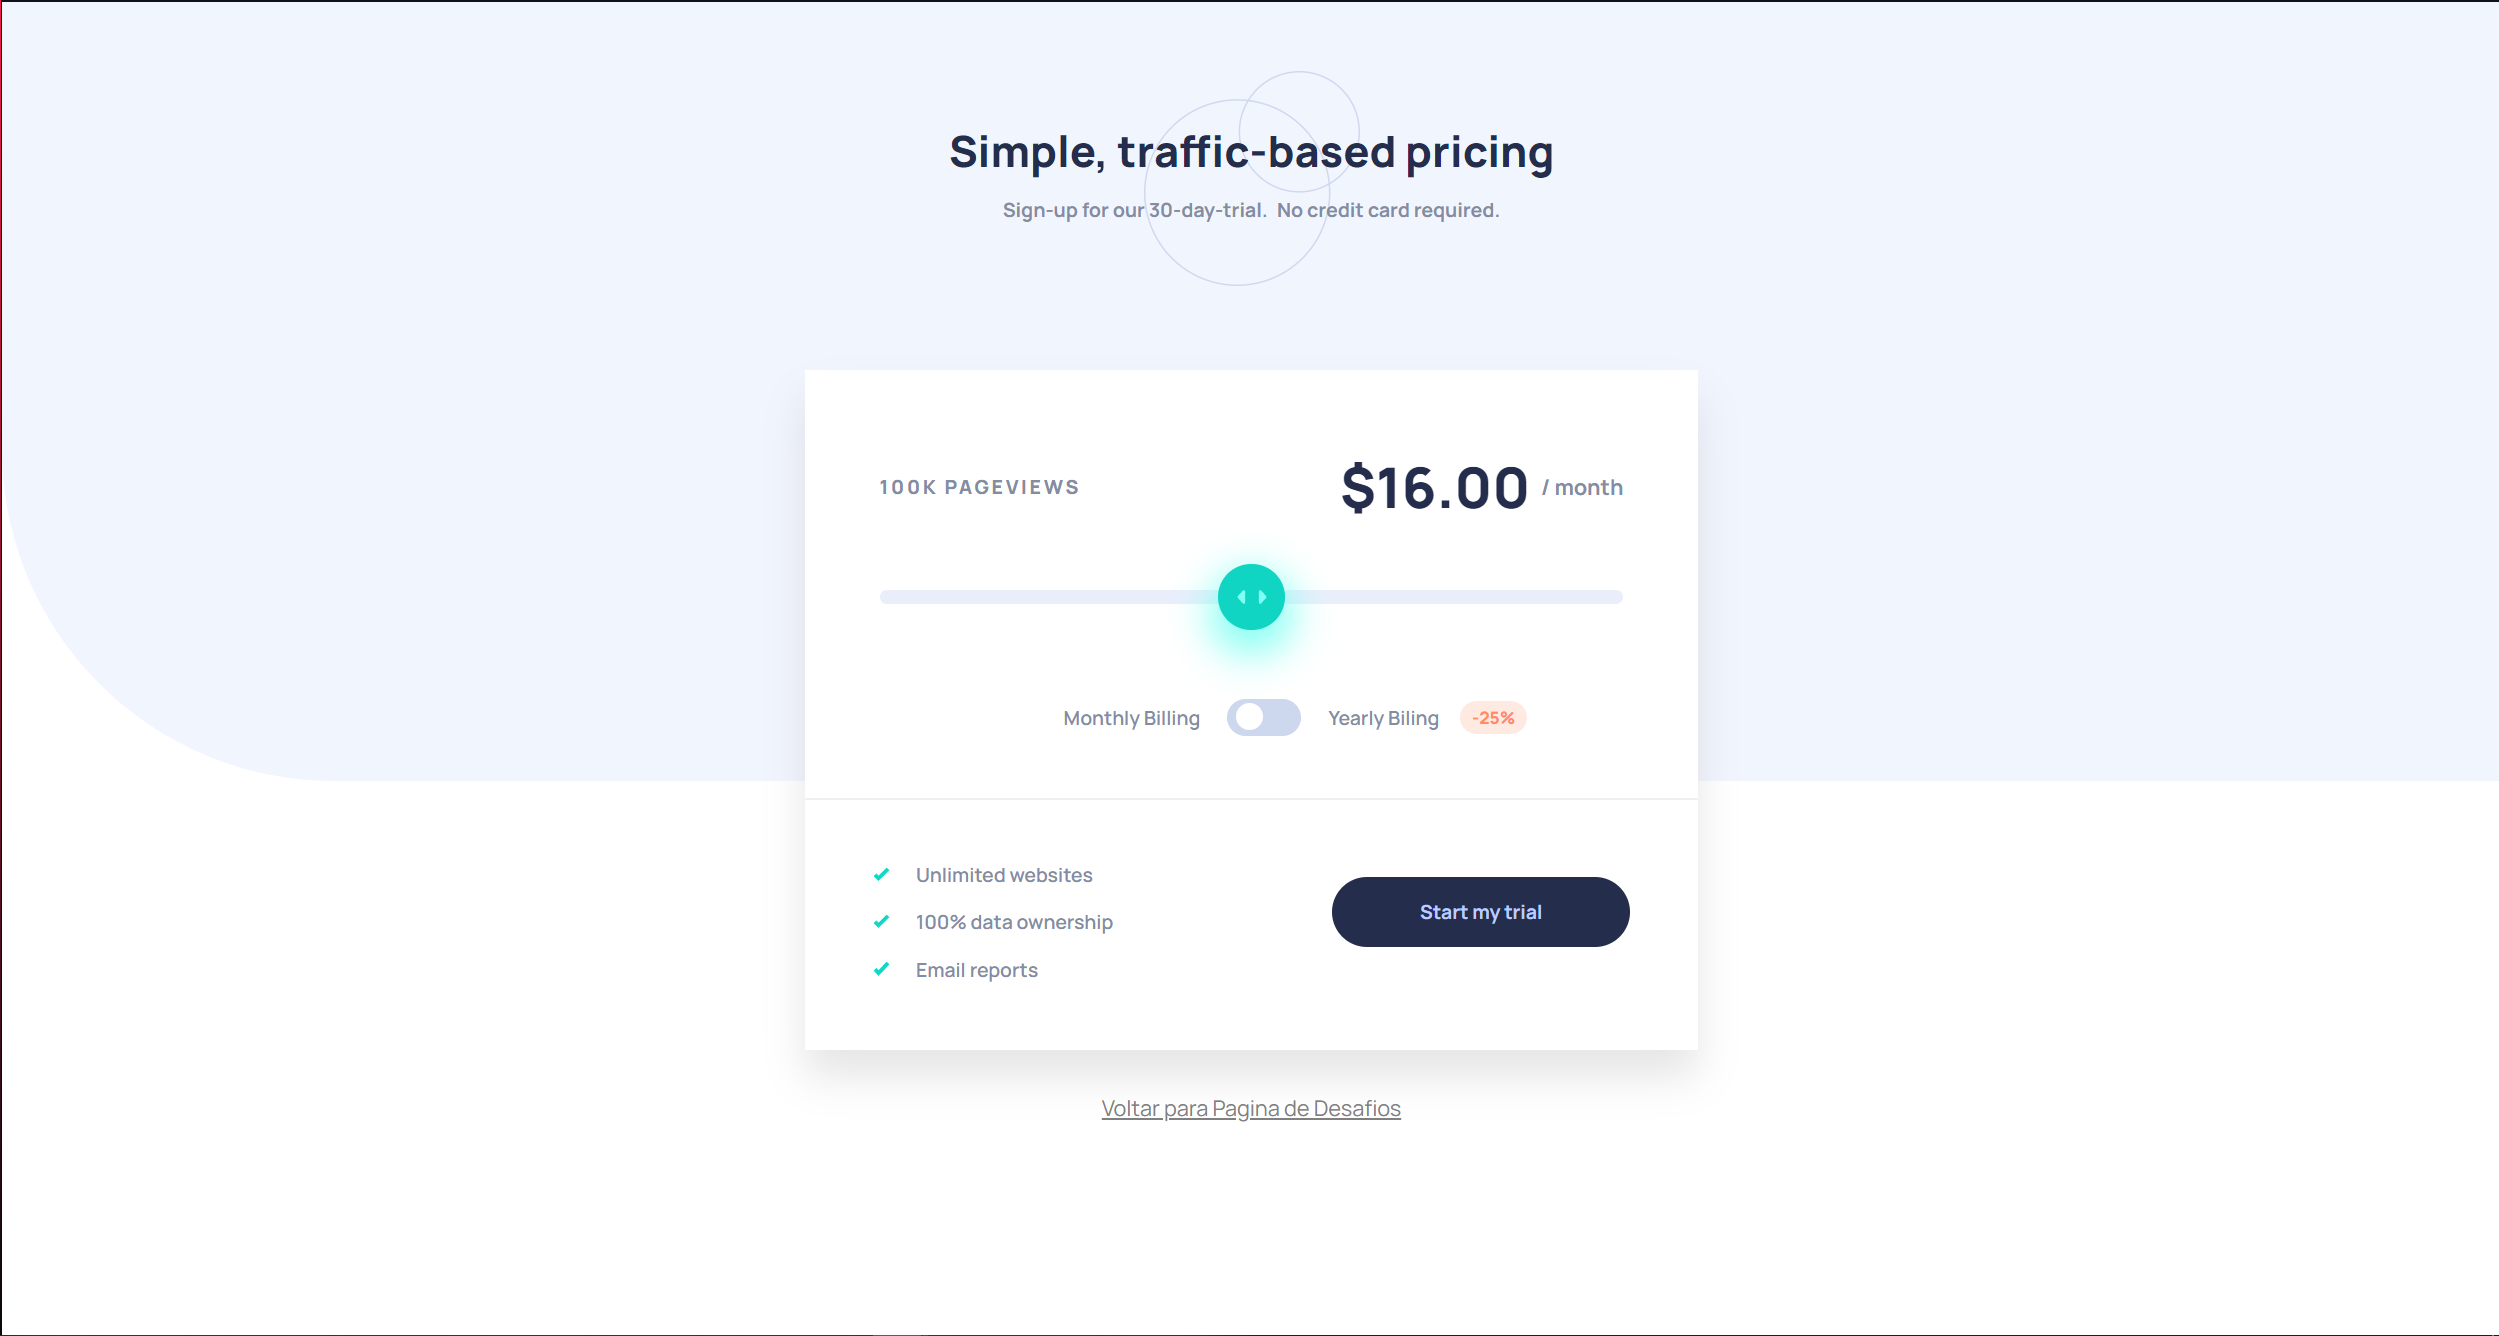 Simple, traffic-based pricing
Sign-up for our 30-day-trial. No credit card required.
100K PAGEVIEWS
$16.00 / month
Monthly Billing
Yearly Biling
-25%
Unlimited websites
100% data ownership
Email reports
Start my trial
Voltar para Pagina de Desafios